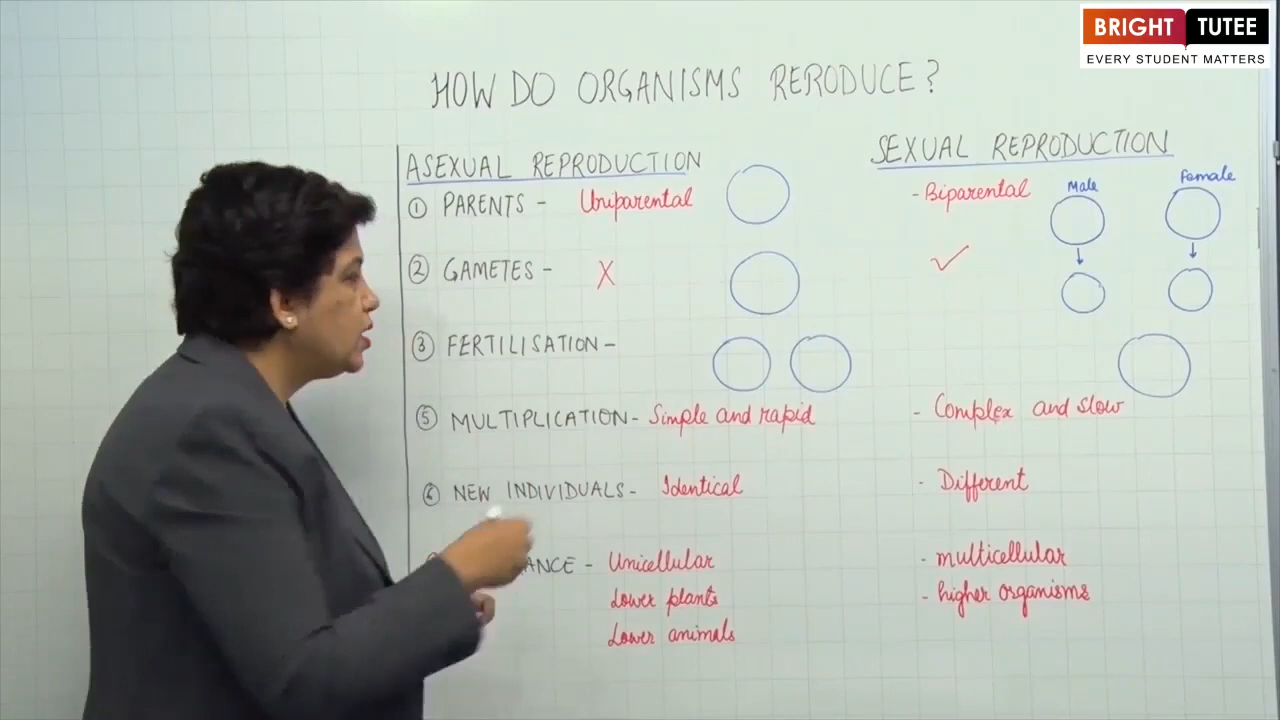 BRIGHT TUTEE
EVERY STUDENT MATTERS
HOW DO ORGANISMS RERODUCE?
ASEXUAL REPRODUCTION
SEXUAL REPRODUCTION
① PARENTS - Uniparental
- Biparental
Male
Female
② GAMETES - X
✓
③ FERTILISATION -
⑤ MULTIPLICATION - Simple and rapid
- Complex and slow
⑥ NEW INDIVIDUALS - Identical
- Different
ANCE - Unicellular
- multicellular
Lower plants
- higher organisms
Lower animals